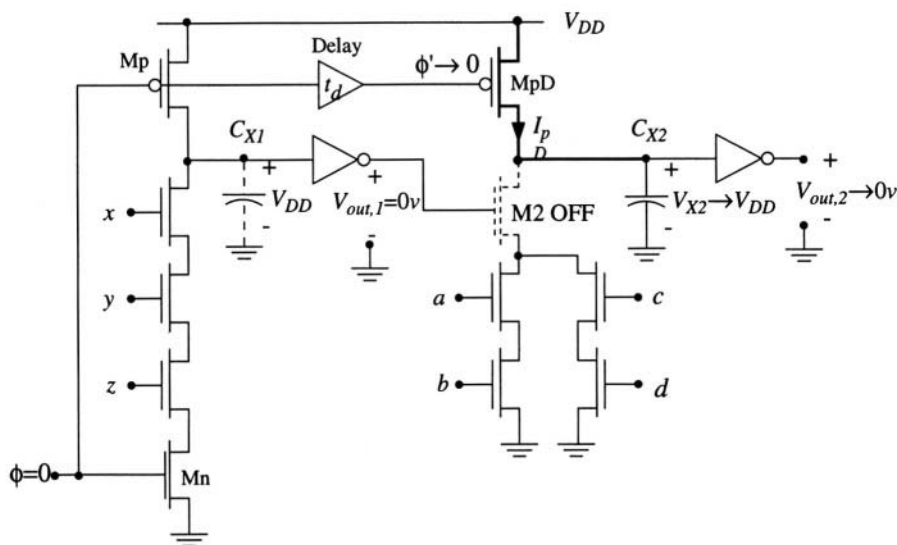 V_DD
Mp
Delay
t_d
ϕ'→ 0
MpD
C_X1
I_p
D
C_X2
+
V_DD
-
+
V_out,1=0v
-
M2 OFF
+
V_X2→V_DD
-
+
V_out,2→0v
-
x
y
z
a
c
b
d
ϕ=0
Mn